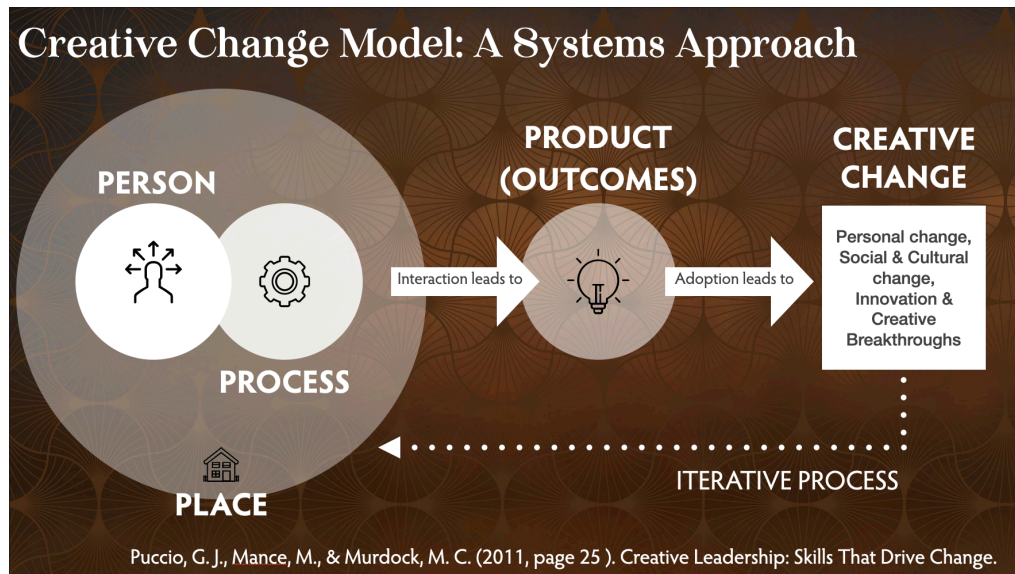 Creative Change Model: A Systems Approach
PERSON
PROCESS
PLACE
Interaction leads to
PRODUCT
(OUTCOMES)
Adoption leads to
CREATIVE
CHANGE
Personal change,
Social & Cultural
change,
Innovation &
Creative
Breakthroughs
ITERATIVE PROCESS
Puccio, G. J., Mance, M., & Murdock, M. C. (2011, page 25 ). Creative Leadership: Skills That Drive Change.